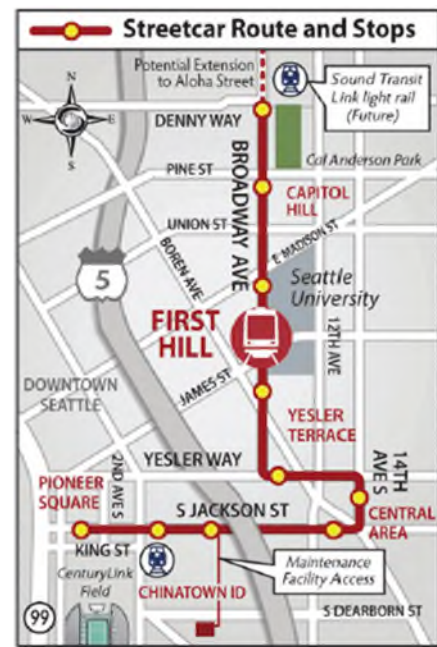 Streetcar Route and Stops
Potential Extension
to Aloha Street
Sound Transit
Link light rail
(Future)
N
W
E
S
DENNY WAY
Cal Anderson Park
PINE ST
BROADWAY AVE
CAPITOL
HILL
UNION ST
E MADISON ST
BOREN AVE
5
Seattle
University
FIRST
HILL
12TH AVE
DOWNTOWN
SEATTLE
JAMES ST
YESLER
TERRACE
YESLER WAY
14TH
AVE S
PIONEER
SQUARE
2ND AVE S
S JACKSON ST
CENTRAL
AREA
KING ST
CenturyLink
Field
CHINATOWN ID
Maintenance
Facility Access
S DEARBORN ST
99